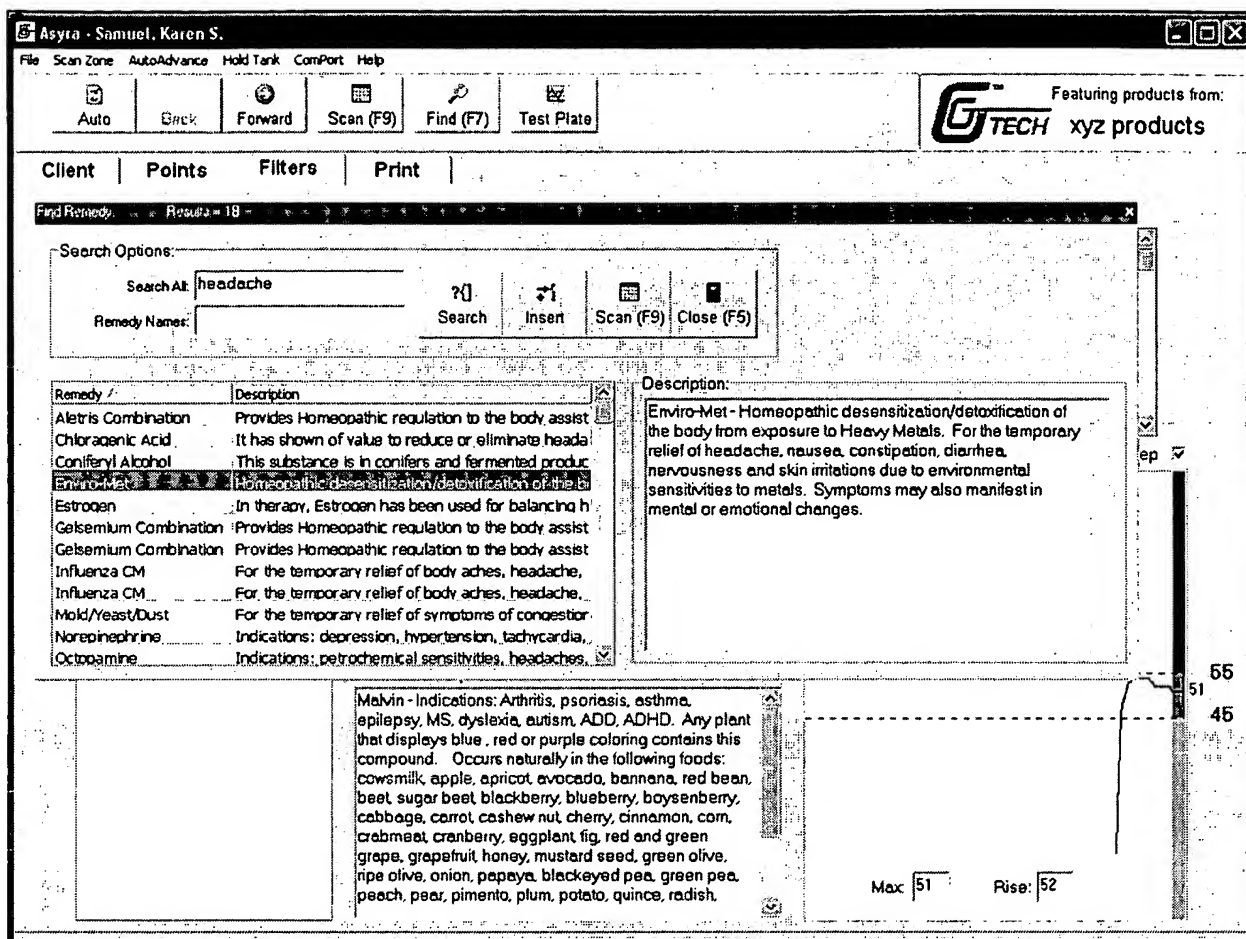 Asyra - Samuel, Karen S.
File Scan Zone AutoAdvance Hold Tank ComPort Help
Auto Back Forward Scan (F9) Find (F7) Test Plate
GTECH™
Featuring products from:
xyz products
Client | Points Filters | Print |
Find Remedy. Results = 18
Search Options:
Search All: headache
Remedy Names:
Search Insert Scan (F9) Close (F5)
Remedy / Description
Aletris Combination Provides Homeopathic regulation to the body assist
Chloragenic Acid It has shown of value to reduce or eliminate heada
Coniferyl Alcohol This substance is in conifers and fermented produc
Enviro-Met Homeopathic desensitization/detoxification of the b
Estrogen In therapy, Estrogen has been used for balancing h
Gelsemium Combination Provides Homeopathic regulation to the body assist
Gelsemium Combination Provides Homeopathic regulation to the body assist
Influenza CM For the temporary relief of body aches, headache,
Influenza CM For the temporary relief of body aches, headache,
Mold/Yeast/Dust For the temporary relief of symptoms of congestion
Norepinephrine Indications: depression, hypertension, tachycardia,
Octopamine Indications: petrochemical sensitivities, headaches,
Description:
Enviro-Met - Homeopathic desensitization/detoxification of
the body from exposure to Heavy Metals. For the temporary
relief of headache, nausea, constipation, diarrhea,
nervousness and skin irritations due to environmental
sensitivities to metals. Symptoms may also manifest in
mental or emotional changes.
ep
Malvin - Indications: Arthritis, psoriasis, asthma,
epilepsy, MS, dyslexia, autism, ADD, ADHD. Any plant
that displays blue , red or purple coloring contains this
compound. Occurs naturally in the following foods:
cowsmilk, apple, apricot, avocado, bannana, red bean,
beet, sugar beet, blackberry, blueberry, boysenberry,
cabbage, carrot, cashew nut, cherry, cinnamon, corn,
crabmeat, cranberry, eggplant, fig, red and green
grape, grapefruit, honey, mustard seed, green olive,
ripe olive, onion, papaya, blackeyed pea, green pea,
peach, pear, pimento, plum, potato, quince, radish,
55
51
45
Max: 51 Rise: 52